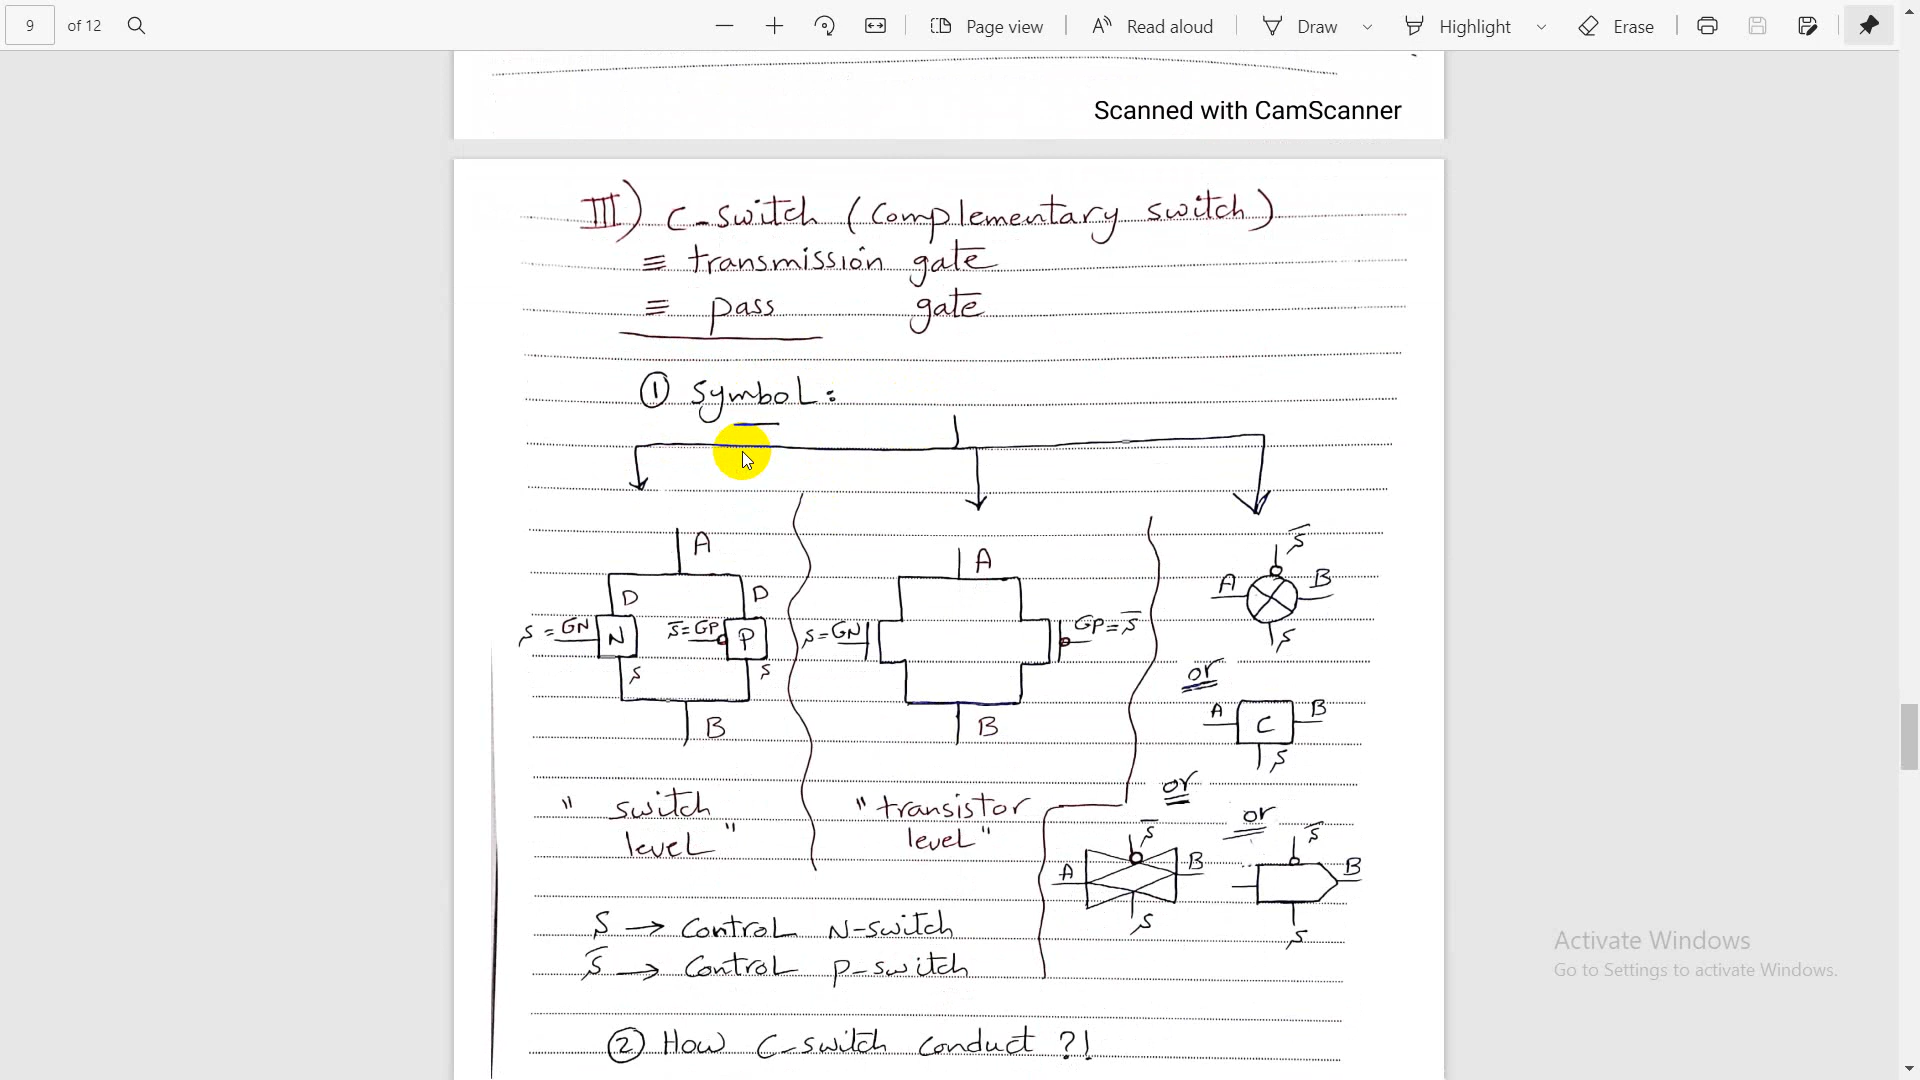 9 of 12 Page view Read aloud Draw Highlight Erase
Scanned with CamScanner
III) C-switch (Complementary switch)
≡ transmission gate
≡ pass gate
① Symbol:
A
D D
S = GN N S̅=GP P
S S
B
A
S=GN GP=S̅
B
S̅
A B
S
or
A C B
S
or
or
S̅
A B
S
S̅
B
S
" switch
level "
" transistor
level "
S → Control N-switch
S̅ → Control P-switch
② How C-switch conduct ?!
Activate Windows
Go to Settings to activate Windows.